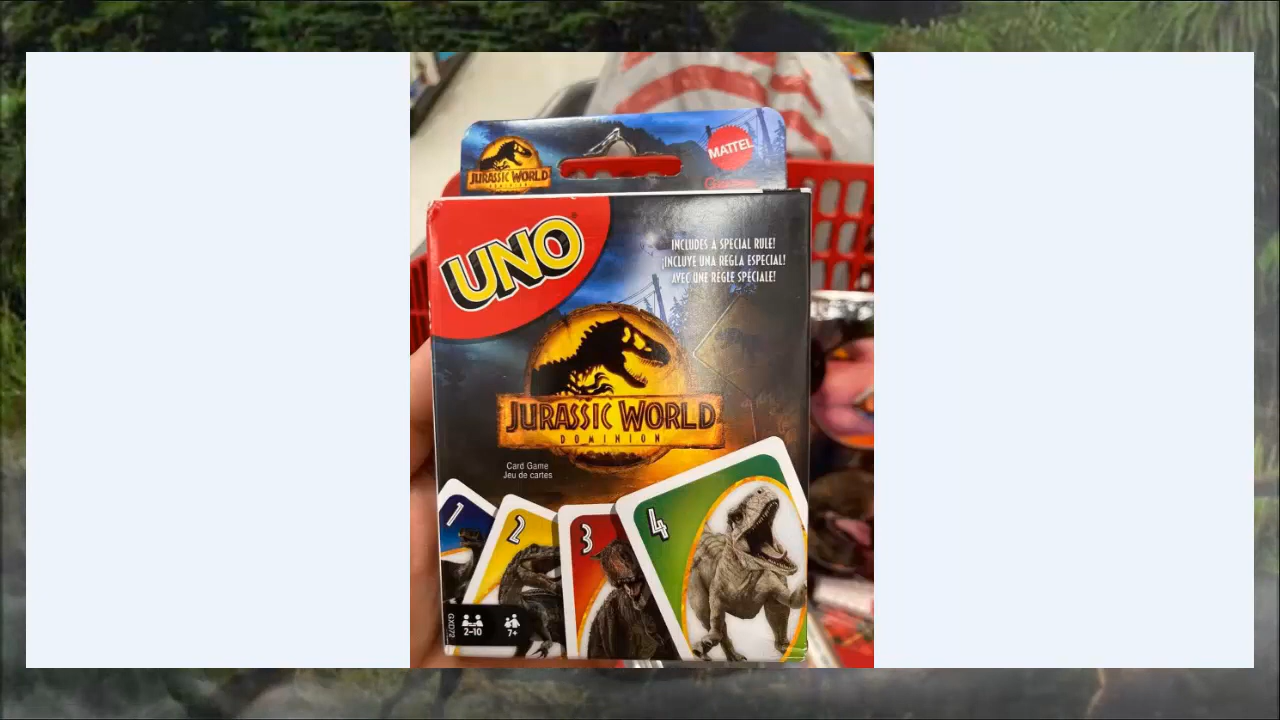 JURASSIC WORLD
MATTEL
UNO
INCLUDES A SPECIAL RULE!
¡INCLUYE UNA REGLA ESPECIAL!
AVEC UNE RÈGLE SPÉCIALE!
JURASSIC WORLD
DOMINION
Card Game
Jeu de cartes
1
2
3
4
GXD72
2-10
7+